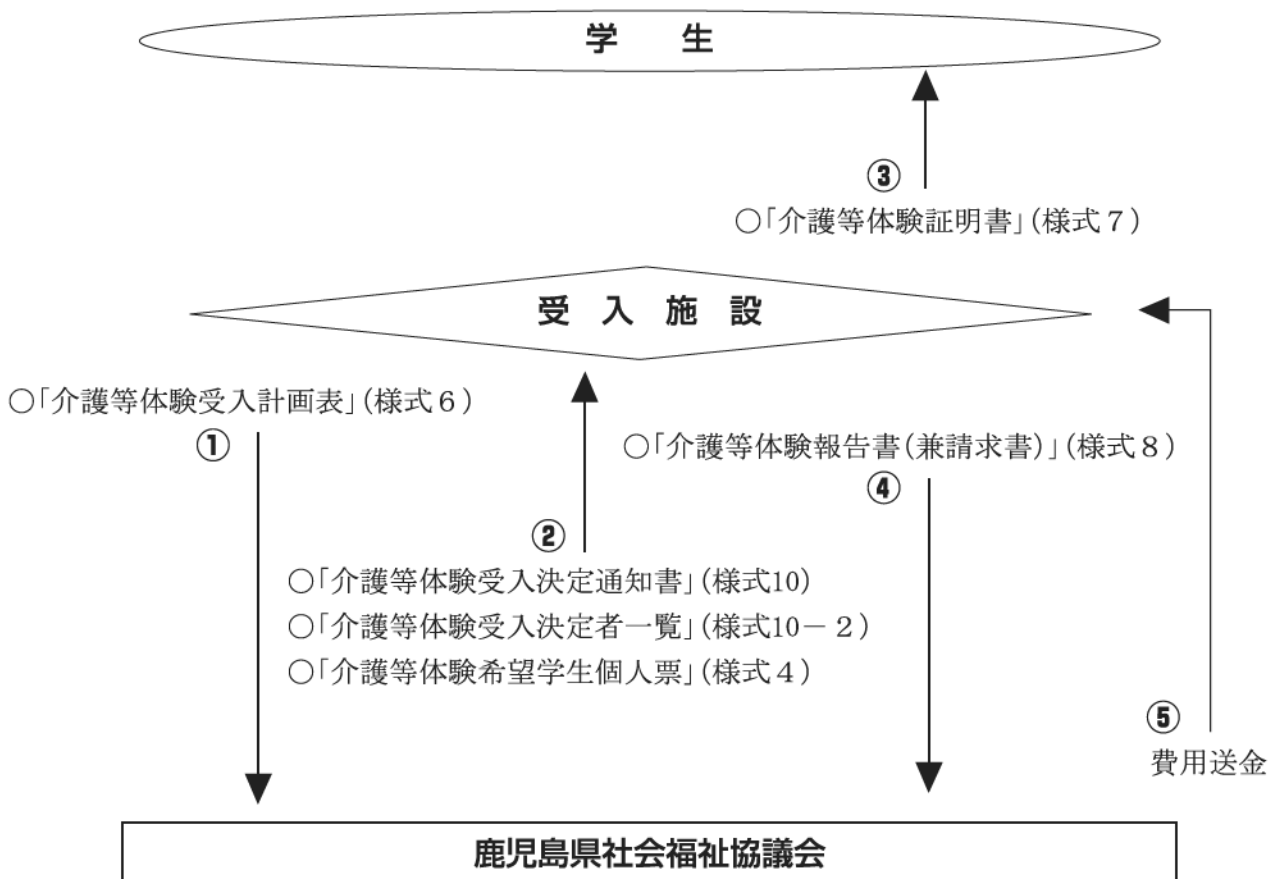 学 生
③
○「介護等体験証明書」(様式7)
受 入 施 設
○「介護等体験受入計画表」(様式6)
①
○「介護等体験報告書(兼請求書)」(様式8)
④
②
○「介護等体験受入決定通知書」(様式10)
○「介護等体験受入決定者一覧」(様式10－2)
○「介護等体験希望学生個人票」(様式4)
⑤
費用送金
鹿児島県社会福祉協議会